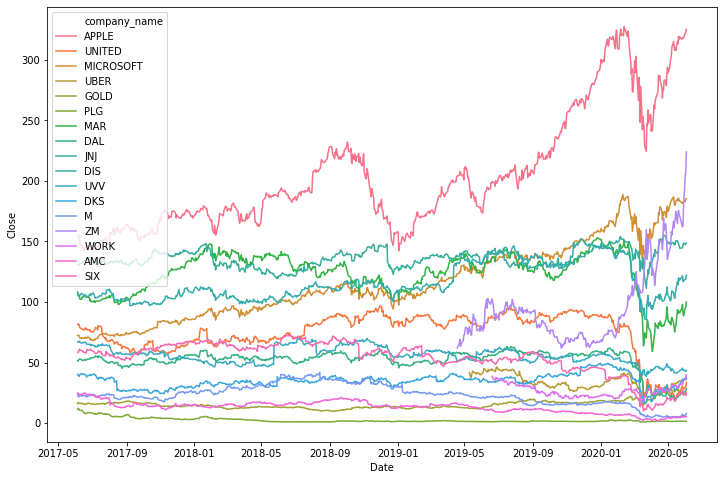 company_name
APPLE
UNITED
MICROSOFT
UBER
GOLD
PLG
MAR
DAL
JNJ
DIS
UVV
DKS
M
ZM
WORK
AMC
SIX
300
250
200
150
100
50
0
Close
2017-05 2017-09 2018-01 2018-05 2018-09 2019-01 2019-05 2019-09 2020-01 2020-05
Date